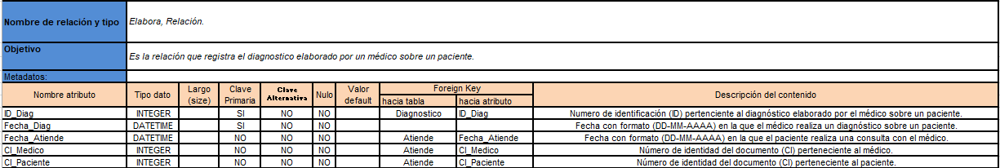 Nombre de relación y tipo Elabora, Relación.
Objetivo
Es la relación que registra el diagnostico elaborado por un médico sobre un paciente.
Metadatos:
Nombre atributo Tipo dato Largo (size) Clave Primaria Clave Alternativa Nulo Valor default Foreign Key Descripción del contenido
hacia tabla hacia atributo
ID_Diag INTEGER SI NO NO Diagnostico ID_Diag Numero de identificación (ID) perteneciente al diagnóstico elaborado por el médico sobre un paciente.
Fecha_Diag DATETIME SI NO NO Fecha con formato (DD-MM-AAAA) en la que el médico realiza un diagnóstico sobre un paciente.
Fecha_Atiende DATETIME NO NO NO Atiende Fecha_Atiende Fecha con formato (DD-MM-AAAA) en la que el paciente realiza una consulta con el médico.
CI_Medico INTEGER NO NO NO Atiende CI_Medico Número de identidad del documento (CI) perteneciente al médico.
CI_Paciente INTEGER NO NO NO Atiende CI_Paciente Número de identidad del documento (CI) perteneciente al paciente.